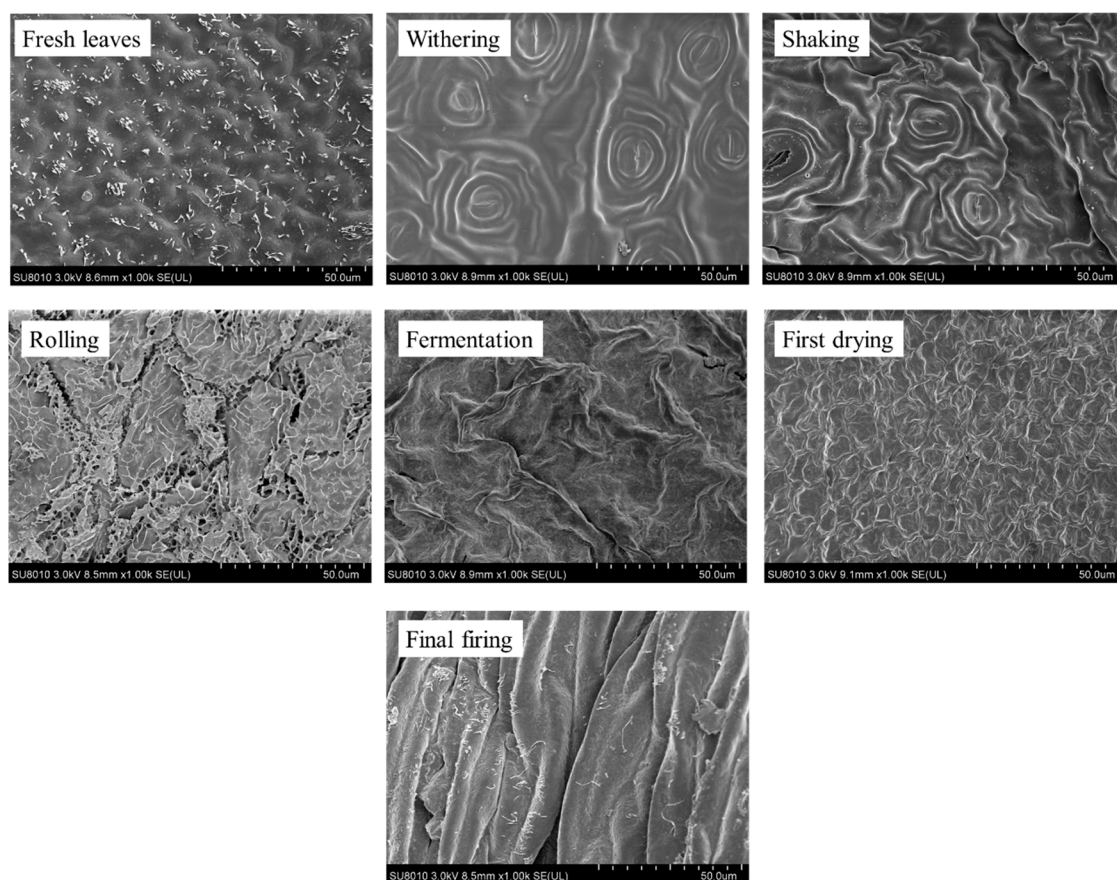 Fresh leaves
SU8010 3.0kV 8.6mm x1.00k SE(UL) 50.0um
Withering
SU8010 3.0kV 8.9mm x1.00k SE(UL) 50.0um
Shaking
SU8010 3.0kV 8.9mm x1.00k SE(UL) 50.0um
Rolling
SU8010 3.0kV 8.5mm x1.00k SE(UL) 50.0um
Fermentation
SU8010 3.0kV 8.9mm x1.00k SE(UL) 50.0um
First drying
SU8010 3.0kV 9.1mm x1.00k SE(UL) 50.0um
Final firing
SU8010 3.0kV 8.5mm x1.00k SE(UL) 50.0um